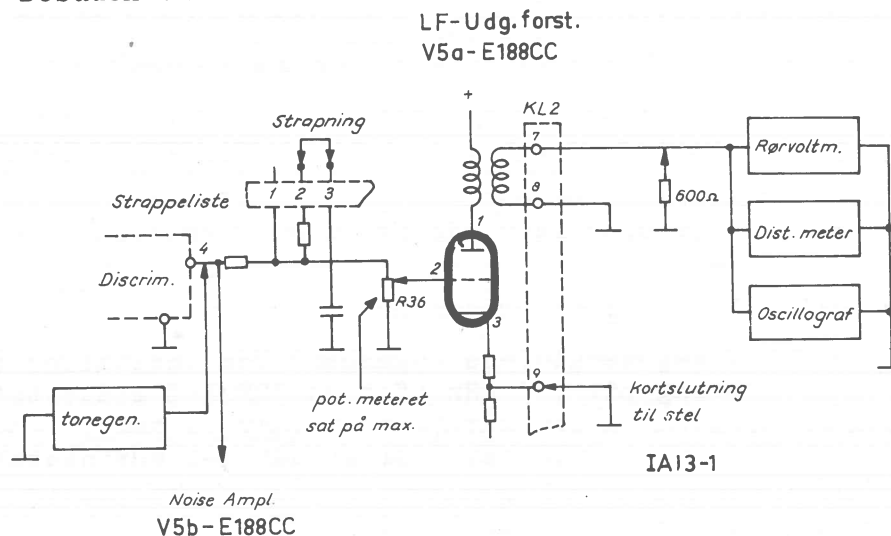 LF-Udg.forst.
V5a-E188CC
+
KL2
Strapning
7
Rørvoltm.
1 2 3
8
600Ω
Strappeliste
1
4
Dist.meter
2
Discrim.
R36
3
Oscillograf
9
kortslutning
til stel
pot.meteret
sat på max.
tonegen.
IA13-1
Noise Ampl.
V5b-E188CC